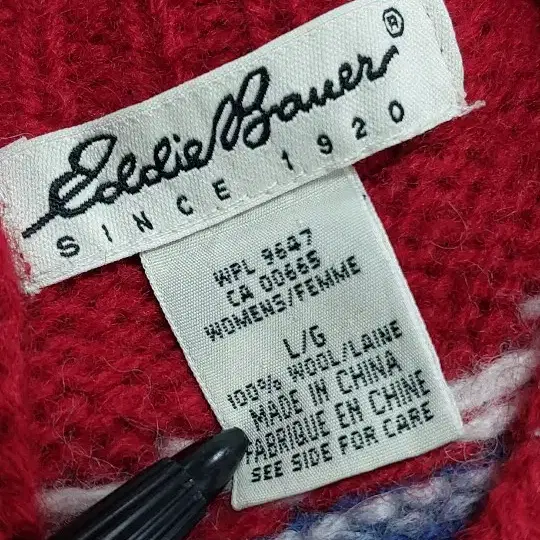 Eddie Bauer®
SINCE 1920
WPL 9647
CA 00665
WOMENS/FEMME
L/G
100% WOOL/LAINE
MADE IN CHINA
FABRIQUE EN CHINE
SEE SIDE FOR CARE